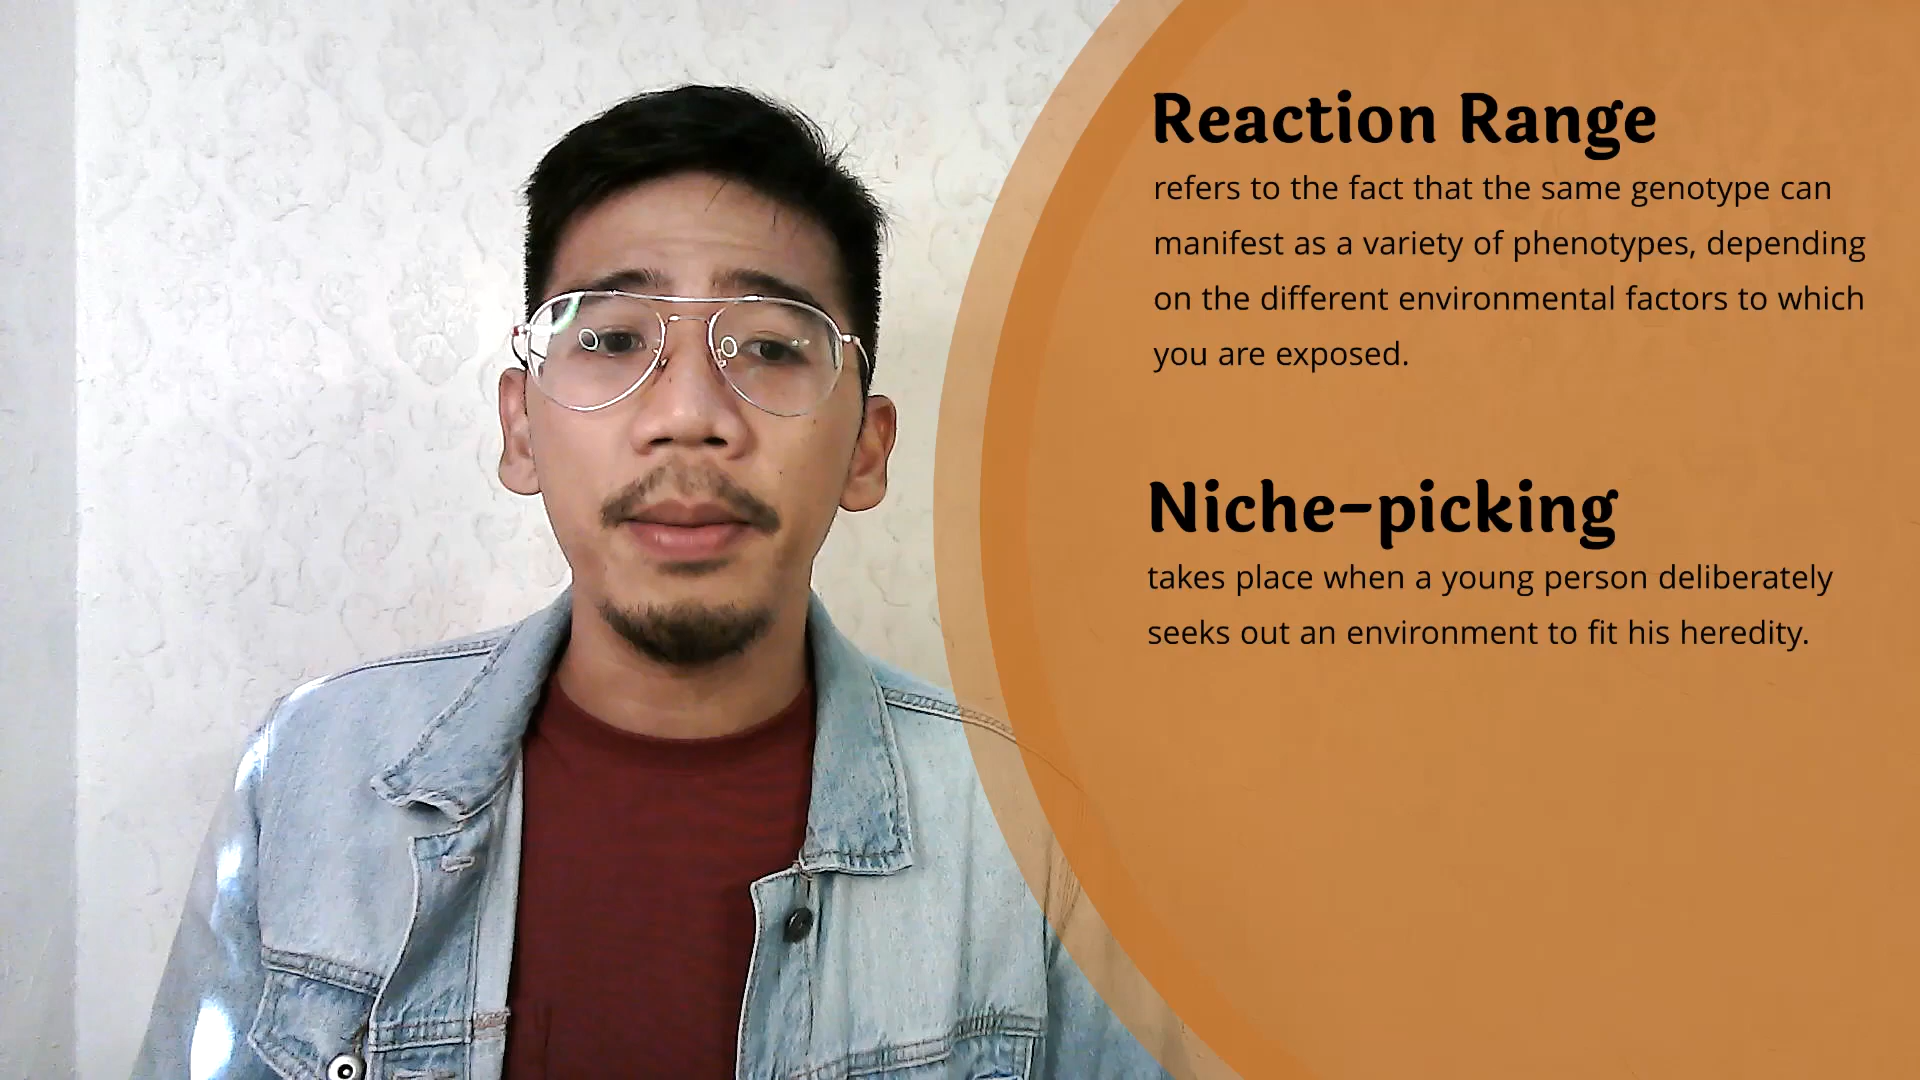 Reaction Range
refers to the fact that the same genotype can
manifest as a variety of phenotypes, depending
on the different environmental factors to which
you are exposed.
Niche-picking
takes place when a young person deliberately
seeks out an environment to fit his heredity.